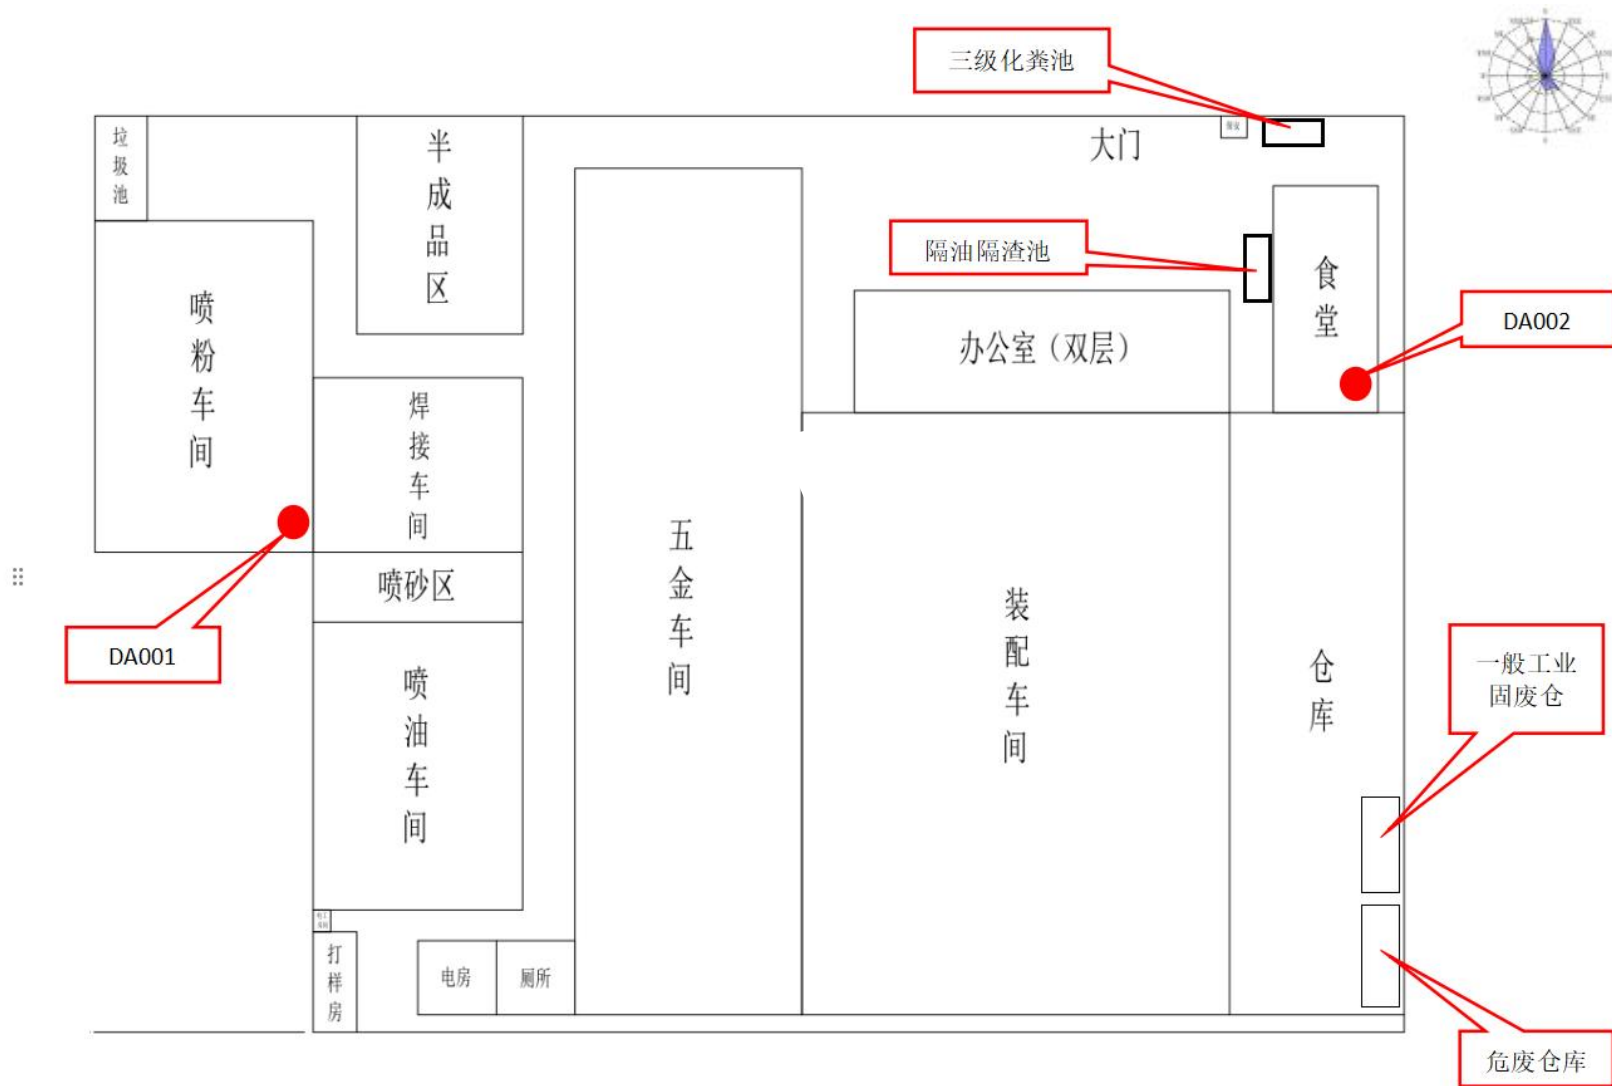 三级化粪池
垃圾池
半成品区
大门
隔油隔渣池
食堂
喷粉车间
DA002
办公室（双层）
焊接车间
五金车间
喷砂区
装配车间
DA001
仓库
一般工业
固废仓
喷油车间
打样房
电房
厕所
危废仓库